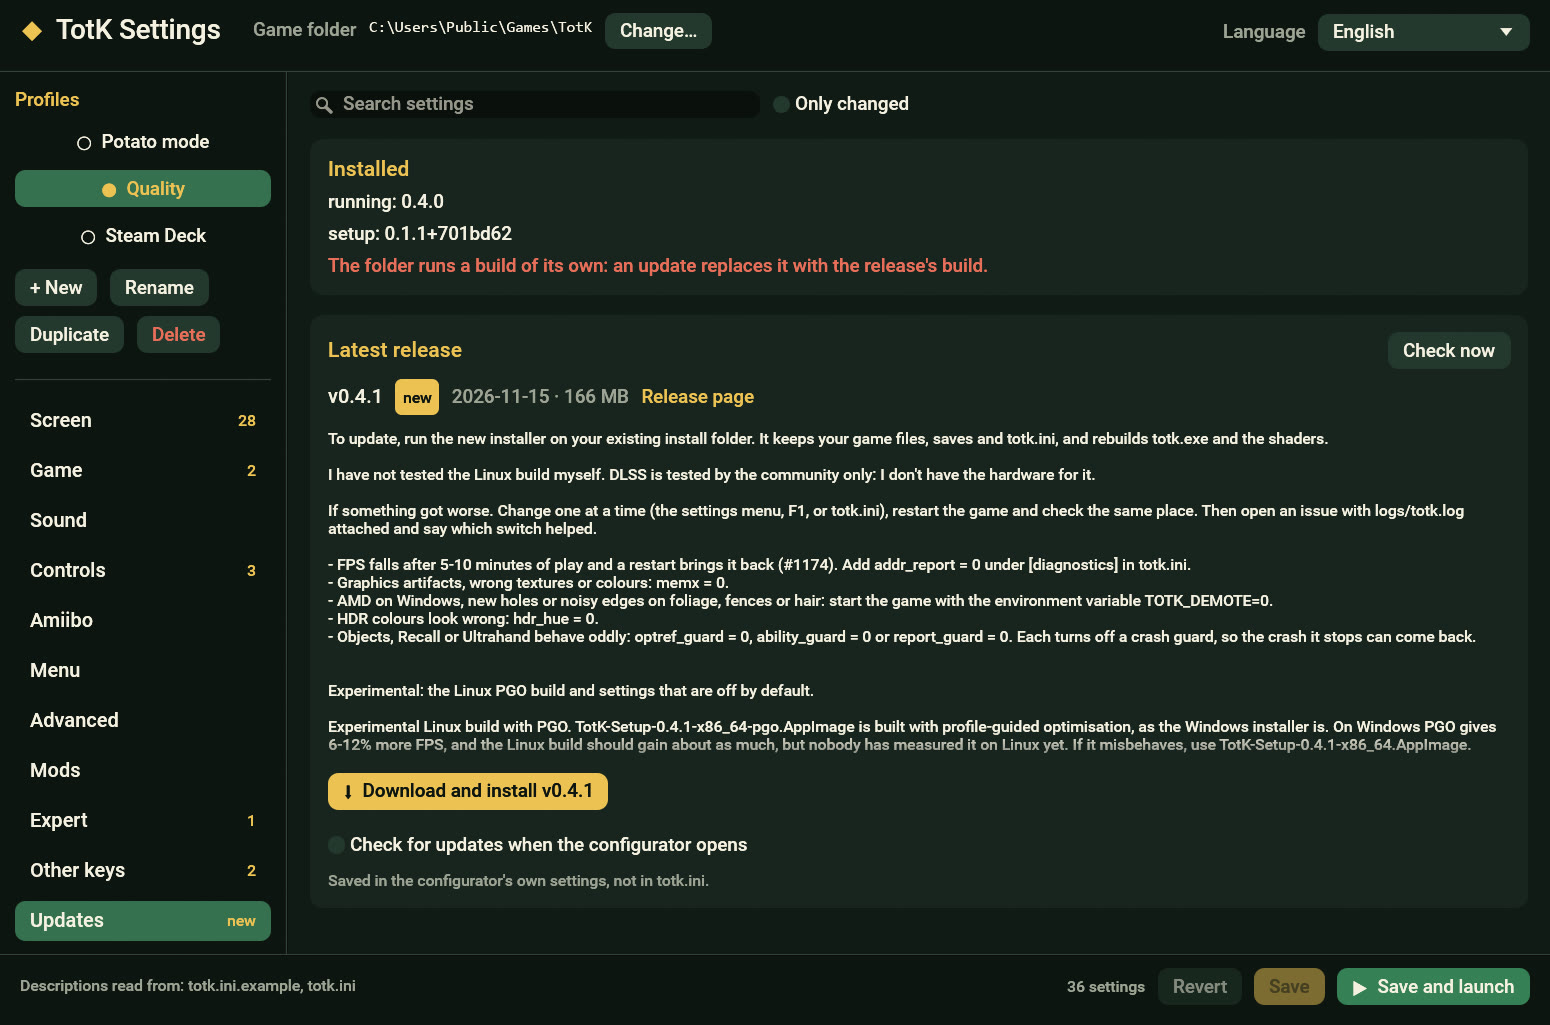 TotK Settings
Game folder C:\Users\Public\Games\TotK Change...
Language English
Profiles
Potato mode
Quality
Steam Deck
+ New Rename
Duplicate Delete
Screen 28
Game 2
Sound
Controls 3
Amiibo
Menu
Advanced
Mods
Expert 1
Other keys 2
Updates new
Search settings Only changed
Installed
running: 0.4.0
setup: 0.1.1+701bd62
The folder runs a build of its own: an update replaces it with the release's build.
Latest release Check now
v0.4.1 new 2026-11-15 · 166 MB Release page
To update, run the new installer on your existing install folder. It keeps your game files, saves and totk.ini, and rebuilds totk.exe and the shaders.
I have not tested the Linux build myself. DLSS is tested by the community only: I don't have the hardware for it.
If something got worse. Change one at a time (the settings menu, F1, or totk.ini), restart the game and check the same place. Then open an issue with logs/totk.log
attached and say which switch helped.
- FPS falls after 5-10 minutes of play and a restart brings it back (#1174). Add addr_report = 0 under [diagnostics] in totk.ini.
- Graphics artifacts, wrong textures or colours: memx = 0.
- AMD on Windows, new holes or noisy edges on foliage, fences or hair: start the game with the environment variable TOTK_DEMOTE=0.
- HDR colours look wrong: hdr_hue = 0.
- Objects, Recall or Ultrahand behave oddly: optref_guard = 0, ability_guard = 0 or report_guard = 0. Each turns off a crash guard, so the crash it stops can come back.
Experimental: the Linux PGO build and settings that are off by default.
Experimental Linux build with PGO. TotK-Setup-0.4.1-x86_64-pgo.AppImage is built with profile-guided optimisation, as the Windows installer is. On Windows PGO gives
6-12% more FPS, and the Linux build should gain about as much, but nobody has measured it on Linux yet. If it misbehaves, use TotK-Setup-0.4.1-x86_64.AppImage.
Download and install v0.4.1
Check for updates when the configurator opens
Saved in the configurator's own settings, not in totk.ini.
Descriptions read from: totk.ini.example, totk.ini
36 settings Revert Save Save and launch